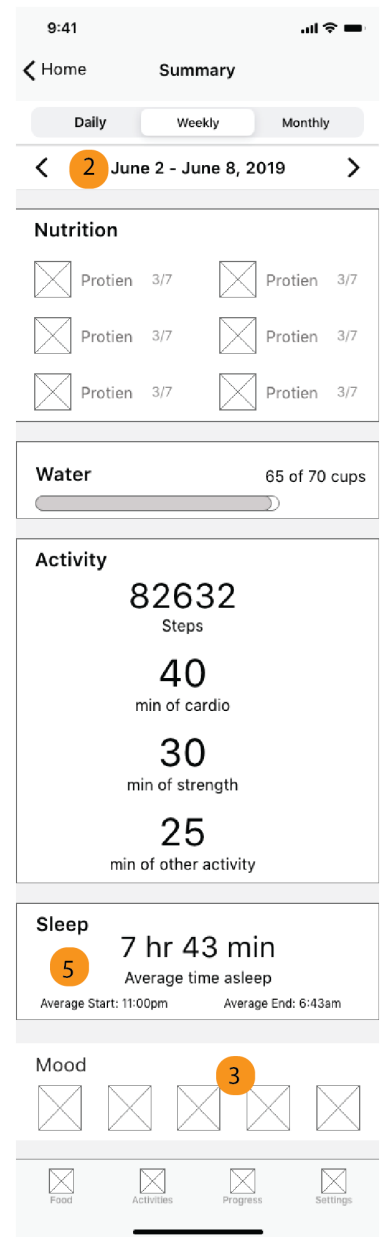 9:41
Home Summary
Daily Weekly Monthly
2 June 2 - June 8, 2019
Nutrition
Protien 3/7 Protien 3/7
Protien 3/7 Protien 3/7
Protien 3/7 Protien 3/7
Water 65 of 70 cups
Activity
82632
Steps
40
min of cardio
30
min of strength
25
min of other activity
Sleep
7 hr 43 min
5
Average time asleep
Average Start: 11:00pm Average End: 6:43am
Mood
3
Food Activities Progress Settings